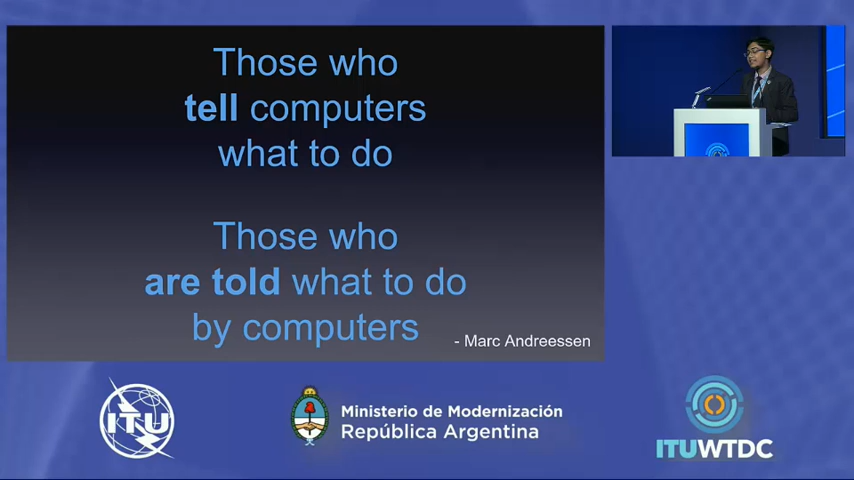 Those who
tell computers
what to do
Those who
are told what to do
by computers
- Marc Andreessen
ITU
Ministerio de Modernización
República Argentina
ITUWTDC